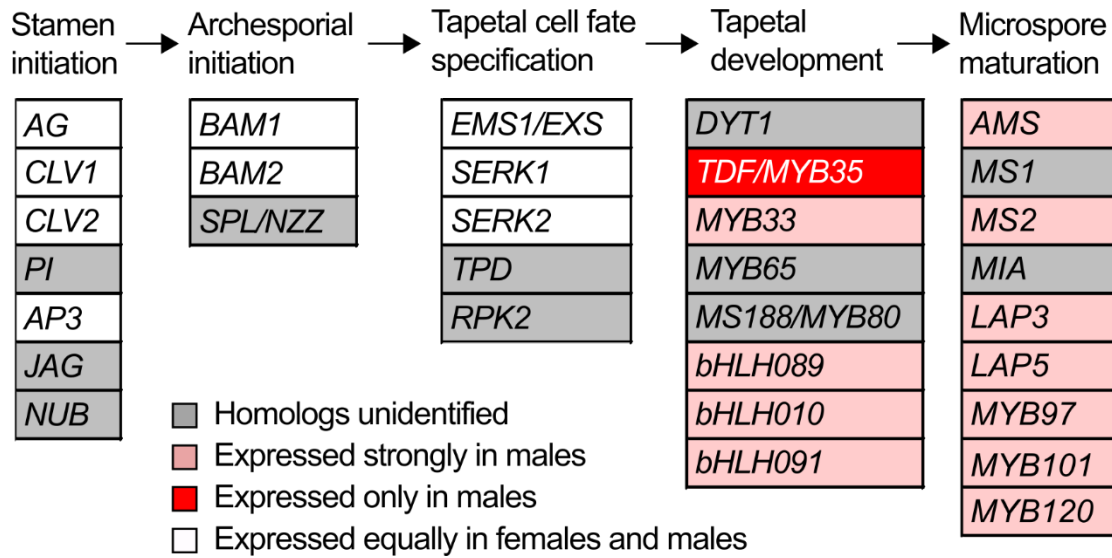 Stamen initiation
Archesporial initiation
Tapetal cell fate specification
Tapetal development
Microspore maturation
AG
CLV1
CLV2
PI
AP3
JAG
NUB
BAM1
BAM2
SPL/NZZ
EMS1/EXS
SERK1
SERK2
TPD
RPK2
DYT1
TDF/MYB35
MYB33
MYB65
MS188/MYB80
bHLH089
bHLH010
bHLH091
AMS
MS1
MS2
MIA
LAP3
LAP5
MYB97
MYB101
MYB120
Homologs unidentified
Expressed strongly in males
Expressed only in males
Expressed equally in females and males